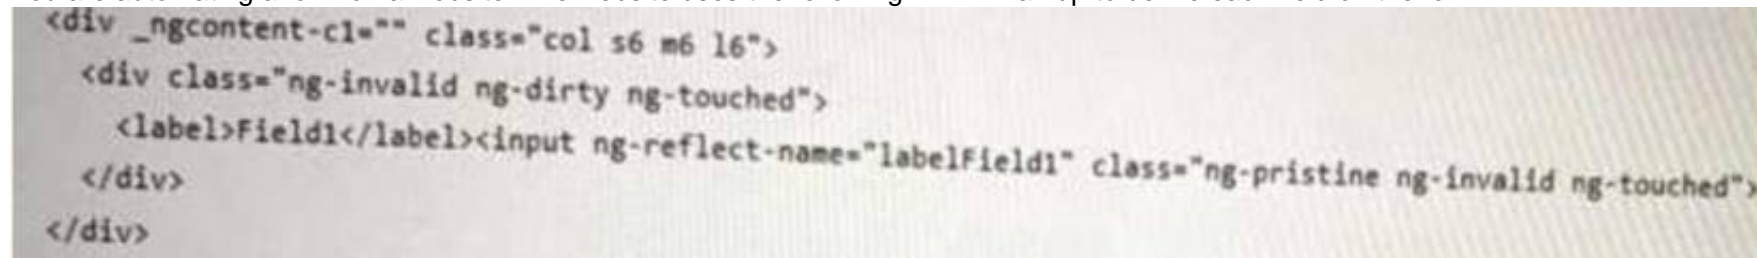 <div _ngcontent-c1="" class="col s6 m6 l6">
<div class="ng-invalid ng-dirty ng-touched">
<label>Field1</label><input ng-reflect-name="labelField1" class="ng-pristine ng-invalid ng-touched">
</div>
</div>